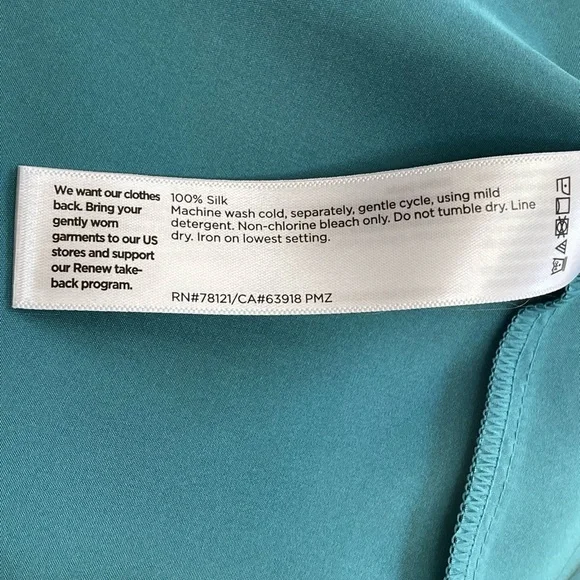 We want our clothes
back. Bring your
gently worn
garments to our US
stores and support
our Renew take-
back program.
100% Silk
Machine wash cold, separately, gentle cycle, using mild
detergent. Non-chlorine bleach only. Do not tumble dry. Line
dry. Iron on lowest setting.
RN#78121/CA#63918 PMZ